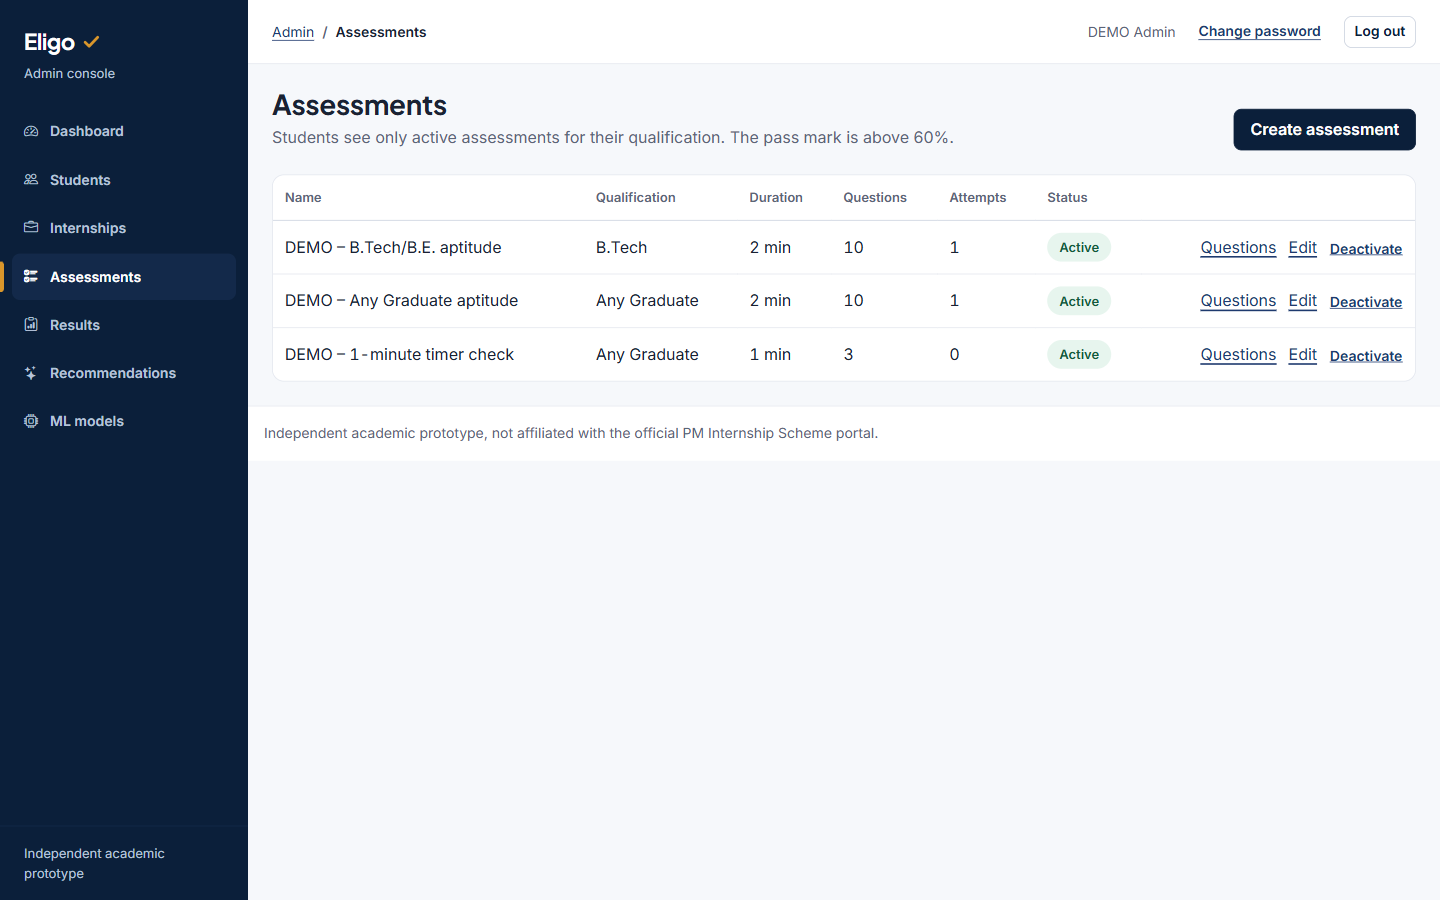 Eligo
Admin console
Dashboard
Students
Internships
Assessments
Results
Recommendations
ML models
Independent academic
prototype
Admin / Assessments
DEMO Admin Change password Log out
Assessments
Students see only active assessments for their qualification. The pass mark is above 60%.
Create assessment
Name Qualification Duration Questions Attempts Status
DEMO – B.Tech/B.E. aptitude B.Tech 2 min 10 1 Active Questions Edit Deactivate
DEMO – Any Graduate aptitude Any Graduate 2 min 10 1 Active Questions Edit Deactivate
DEMO – 1-minute timer check Any Graduate 1 min 3 0 Active Questions Edit Deactivate
Independent academic prototype, not affiliated with the official PM Internship Scheme portal.